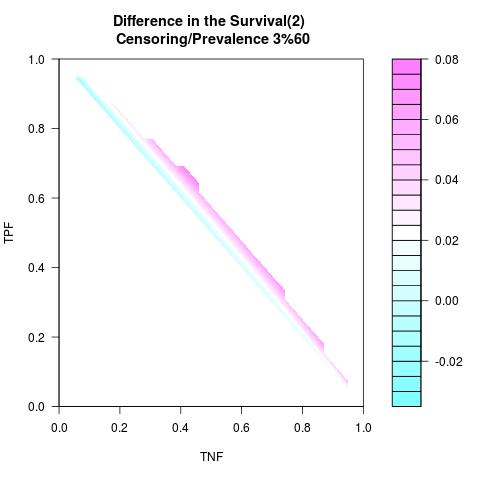 Difference in the Survival(2)
Censoring/Prevalence 3%60
TPF
1.0
0.8
0.6
0.4
0.2
0.0
0.0 0.2 0.4 0.6 0.8 1.0
TNF
0.08
0.06
0.04
0.02
0.00
-0.02